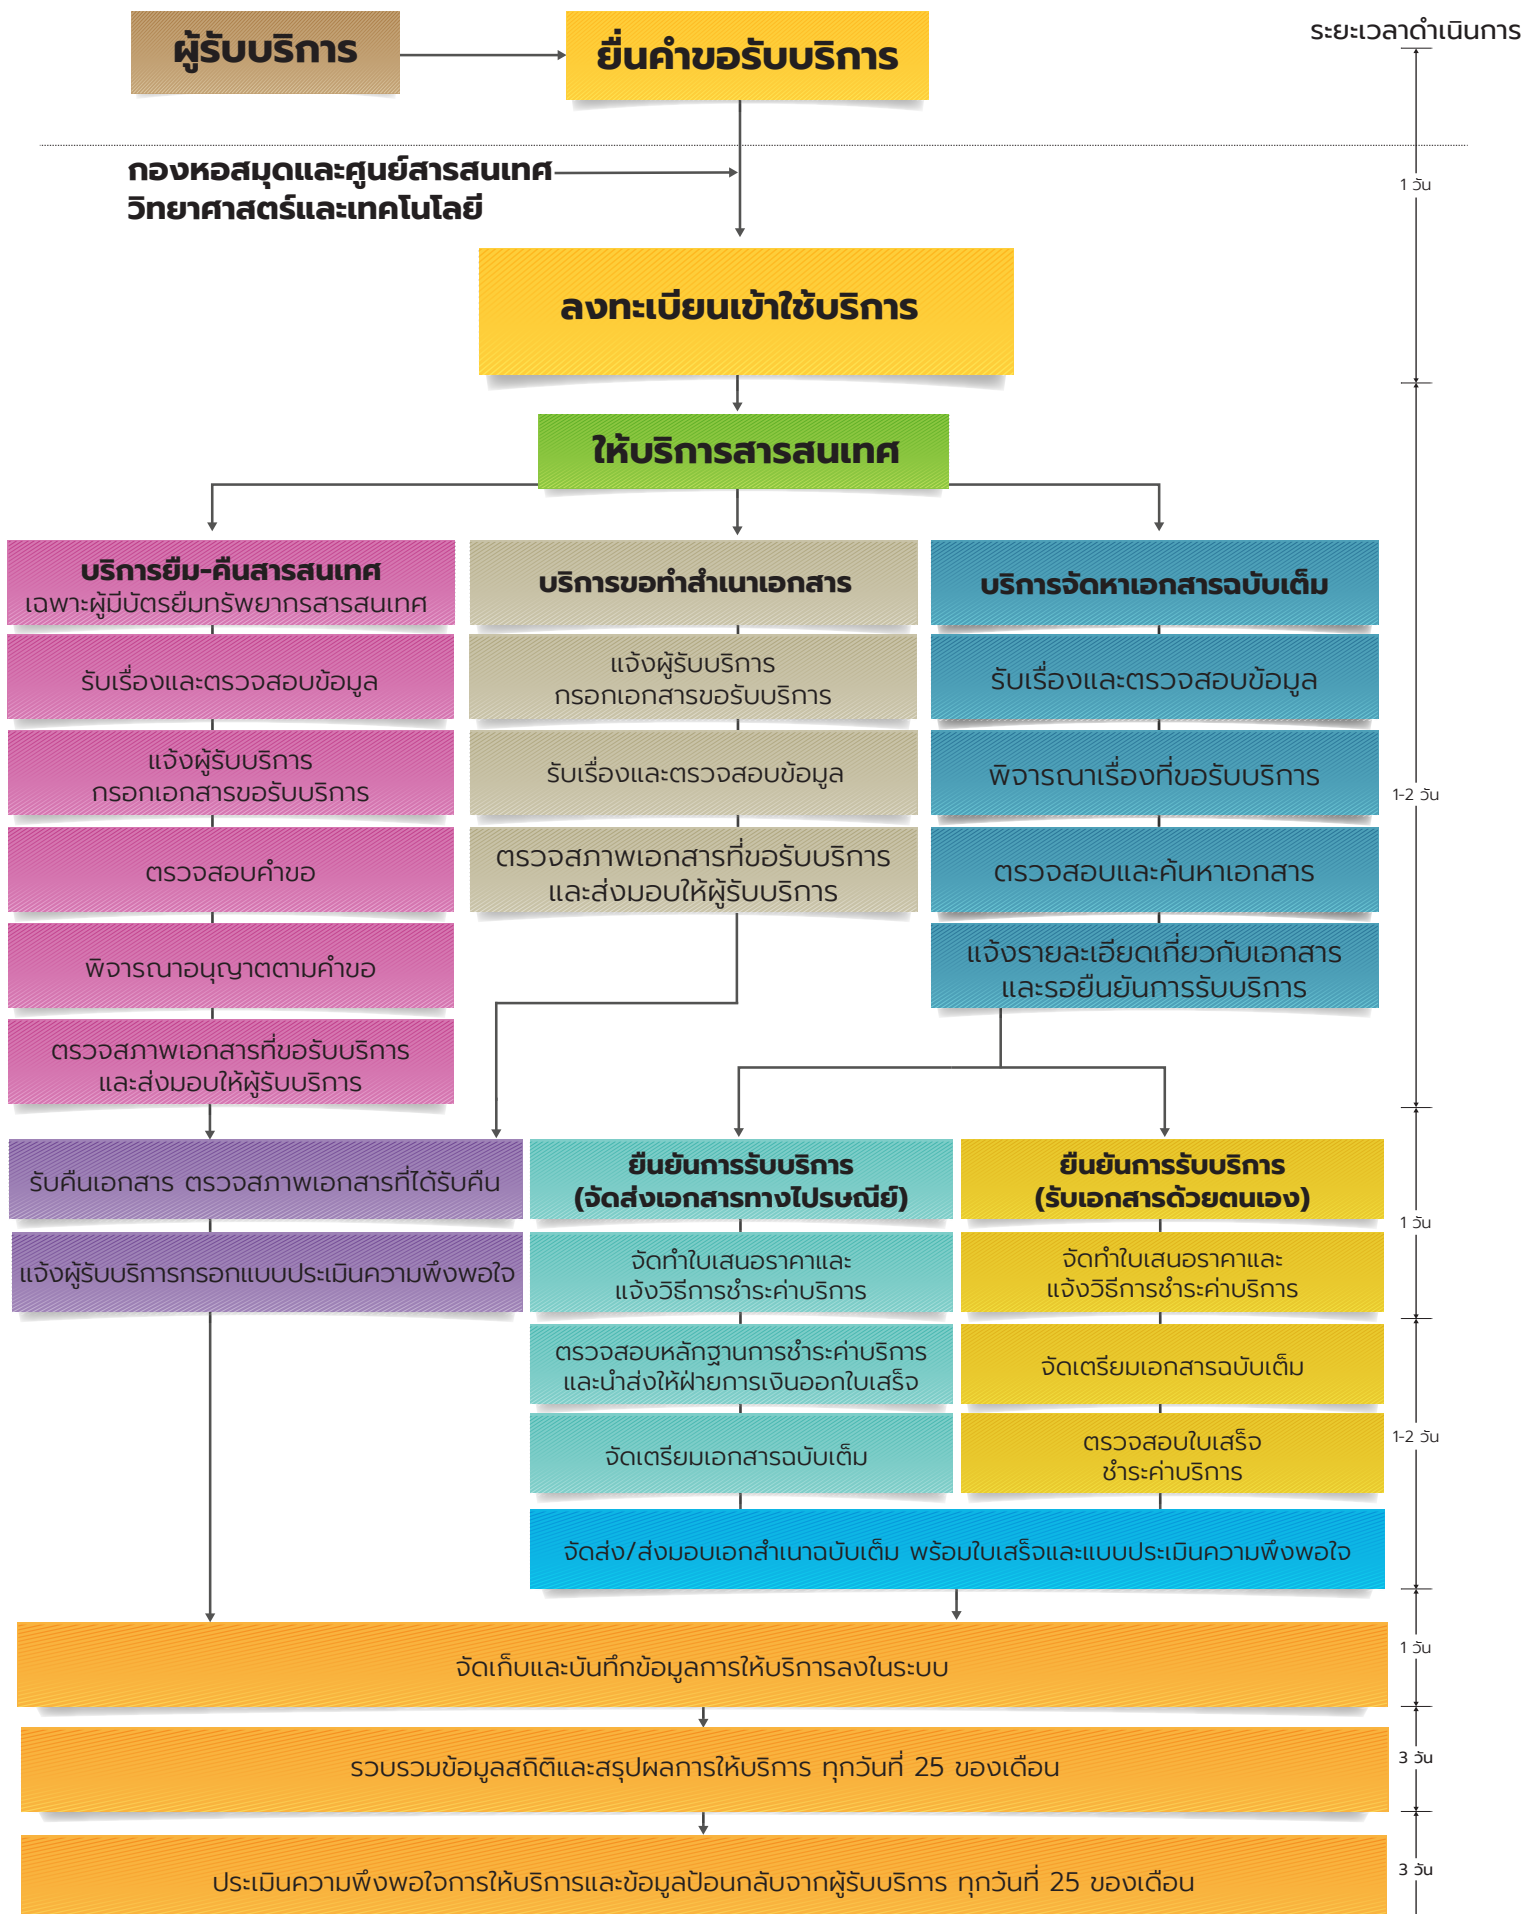 ผู้รับบริการ
ยื่นคำขอรับบริการ
ระยะเวลาดำเนินการ
กองหอสมุดและศูนย์สารสนเทศ
วิทยาศาสตร์และเทคโนโลยี
1 วัน
ลงทะเบียนเข้าใช้บริการ
ให้บริการสารสนเทศ
บริการยืม-คืนสารสนเทศ
เฉพาะผู้มีบัตรยืมทรัพยากรสารสนเทศ
รับเรื่องและตรวจสอบข้อมูล
แจ้งผู้รับบริการ
กรอกเอกสารขอรับบริการ
ตรวจสอบคำขอ
พิจารณาอนุญาตตามคำขอ
ตรวจสภาพเอกสารที่ขอรับบริการ
และส่งมอบให้ผู้รับบริการ
บริการขอทำสำเนาเอกสาร
แจ้งผู้รับบริการ
กรอกเอกสารขอรับบริการ
รับเรื่องและตรวจสอบข้อมูล
ตรวจสภาพเอกสารที่ขอรับบริการ
และส่งมอบให้ผู้รับบริการ
บริการจัดหาเอกสารฉบับเต็ม
รับเรื่องและตรวจสอบข้อมูล
พิจารณาเรื่องที่ขอรับบริการ
ตรวจสอบและค้นหาเอกสาร
แจ้งรายละเอียดเกี่ยวกับเอกสาร
และรอยืนยันการรับบริการ
1-2 วัน
รับคืนเอกสาร ตรวจสภาพเอกสารที่ได้รับคืน
แจ้งผู้รับบริการกรอกแบบประเมินความพึงพอใจ
ยืนยันการรับบริการ
(จัดส่งเอกสารทางไปรษณีย์)
จัดทำใบเสนอราคาและ
แจ้งวิธีการชำระค่าบริการ
ตรวจสอบหลักฐานการชำระค่าบริการ
และนำส่งให้ฝ่ายการเงินออกใบเสร็จ
จัดเตรียมเอกสารฉบับเต็ม
ยืนยันการรับบริการ
(รับเอกสารด้วยตนเอง)
จัดทำใบเสนอราคาและ
แจ้งวิธีการชำระค่าบริการ
จัดเตรียมเอกสารฉบับเต็ม
ตรวจสอบใบเสร็จ
ชำระค่าบริการ
1 วัน
1-2 วัน
จัดส่ง/ส่งมอบเอกสำเนาฉบับเต็ม พร้อมใบเสร็จและแบบประเมินความพึงพอใจ
จัดเก็บและบันทึกข้อมูลการให้บริการลงในระบบ
1 วัน
รวบรวมข้อมูลสถิติและสรุปผลการให้บริการ ทุกวันที่ 25 ของเดือน
3 วัน
ประเมินความพึงพอใจการให้บริการและข้อมูลป้อนกลับจากผู้รับบริการ ทุกวันที่ 25 ของเดือน
3 วัน